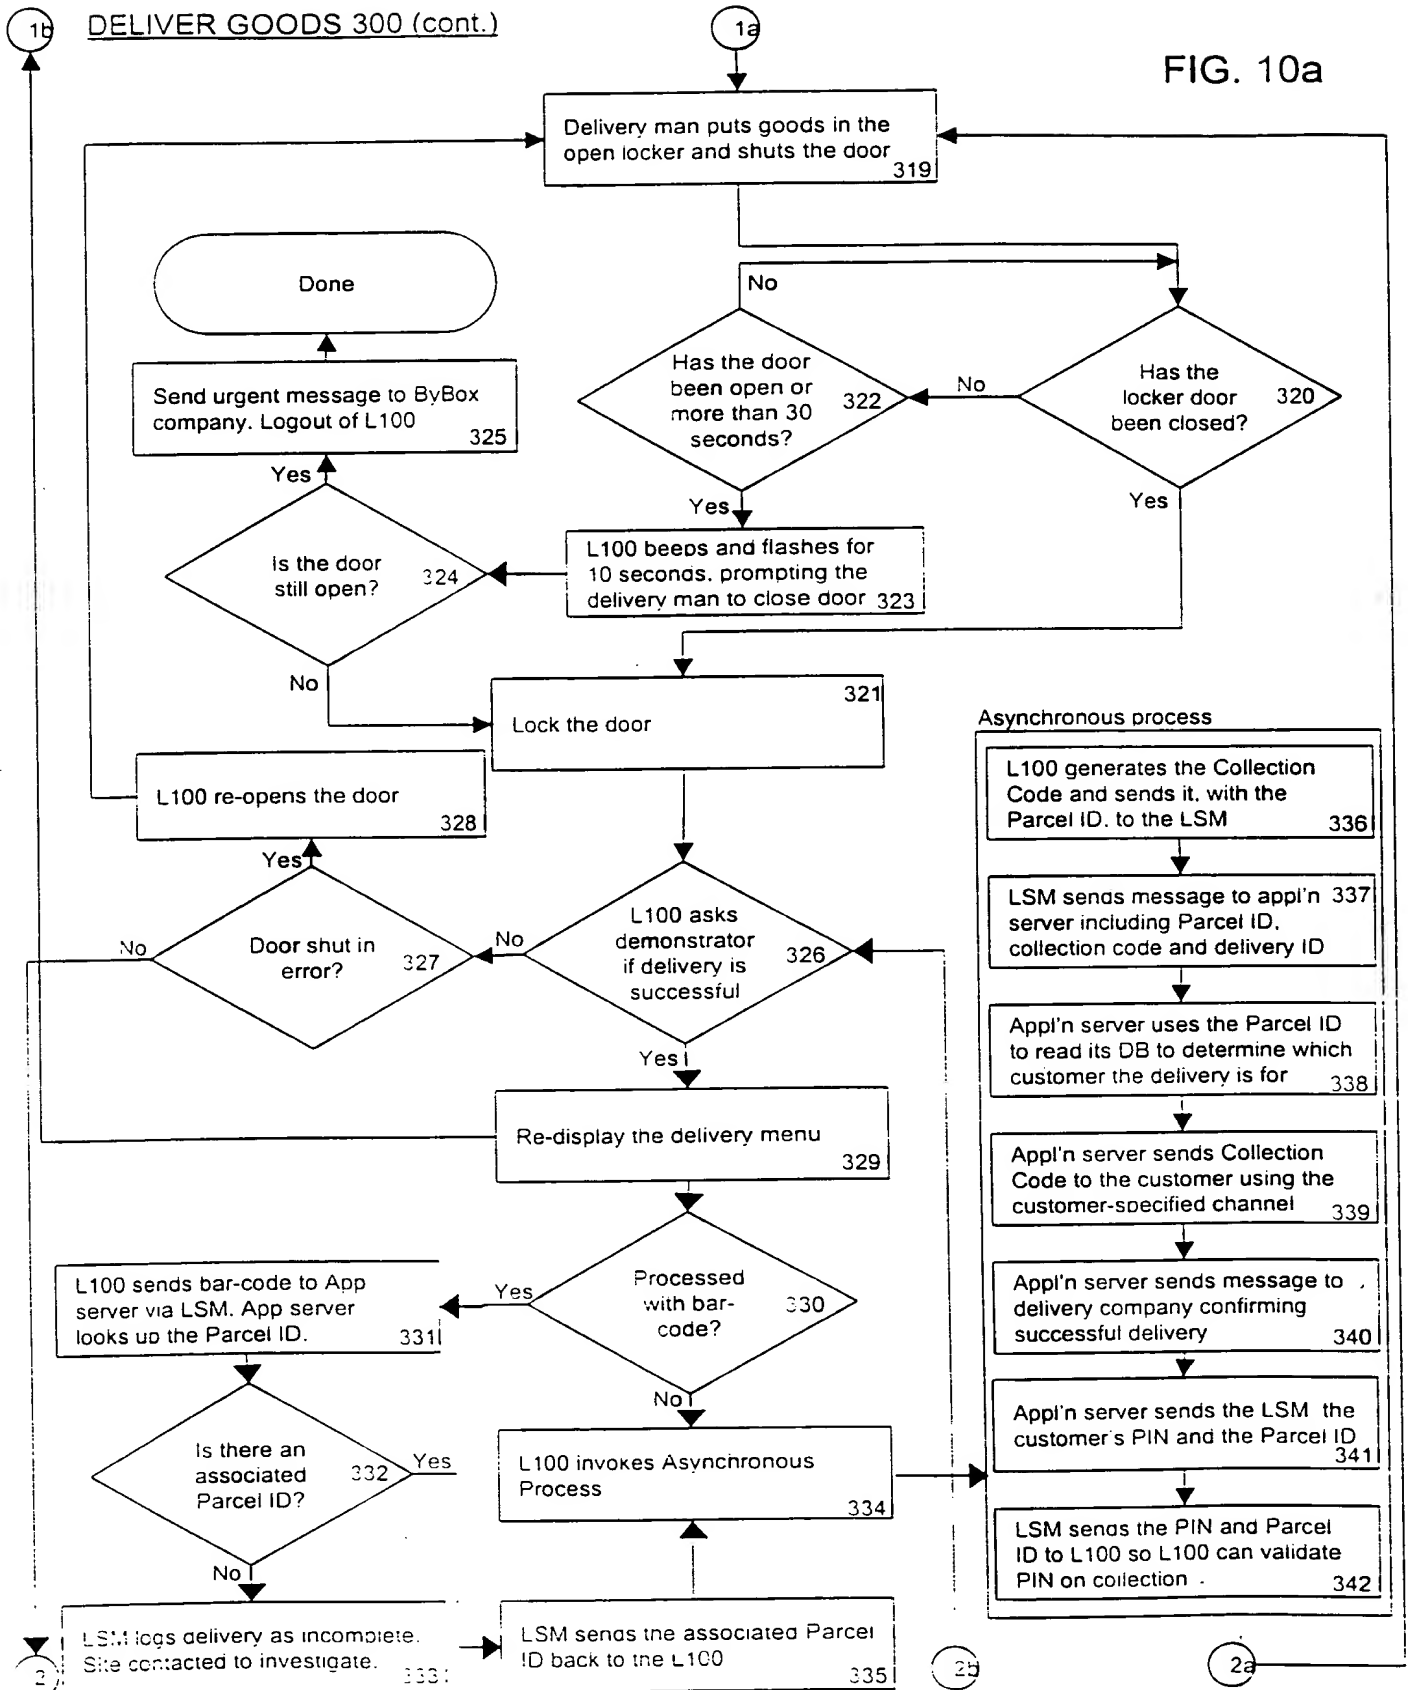 1b
DELIVER GOODS 300 (cont.)
1a
FIG. 10a
Delivery man puts goods in the
open locker and shuts the door
319
Done
No
Has the door
been open or
more than 30
seconds?
322
No
Has the
locker door
been closed?
320
Send urgent message to ByBox
company. Logout of L100
325
Yes
Yes
Yes
Is the door
still open?
324
L100 beeps and flashes for
10 seconds, prompting the
delivery man to close door 323
No
321
Lock the door
Asynchronous process
L100 re-opens the door
328
L100 generates the Collection
Code and sends it, with the
Parcel ID, to the LSM
336
Yes
No
Door shut in
error?
327
No
L100 asks
demonstrator
if delivery is
successful
326
LSM sends message to appl'n 337
server including Parcel ID,
collection code and delivery ID
Yes
Appl'n server uses the Parcel ID
to read its DB to determine which
customer the delivery is for
338
Re-display the delivery menu
329
Appl'n server sends Collection
Code to the customer using the
customer-specified channel
339
L100 sends bar-code to App
server via LSM. App server
looks up the Parcel ID.
331
Yes
Processed
with bar-
code?
330
Appl'n server sends message to
delivery company confirming
successful delivery
340
No
Is there an
associated
Parcel ID?
332
Yes
L100 invokes Asynchronous
Process
334
Appl'n server sends the LSM the
customer's PIN and the Parcel ID
341
No
LSM sends the PIN and Parcel
ID to L100 so L100 can validate
PIN on collection
342
LSM logs delivery as incomplete.
Site contacted to investigate.
333
LSM sends the associated Parcel
ID back to the L100
335
2
2b
2a